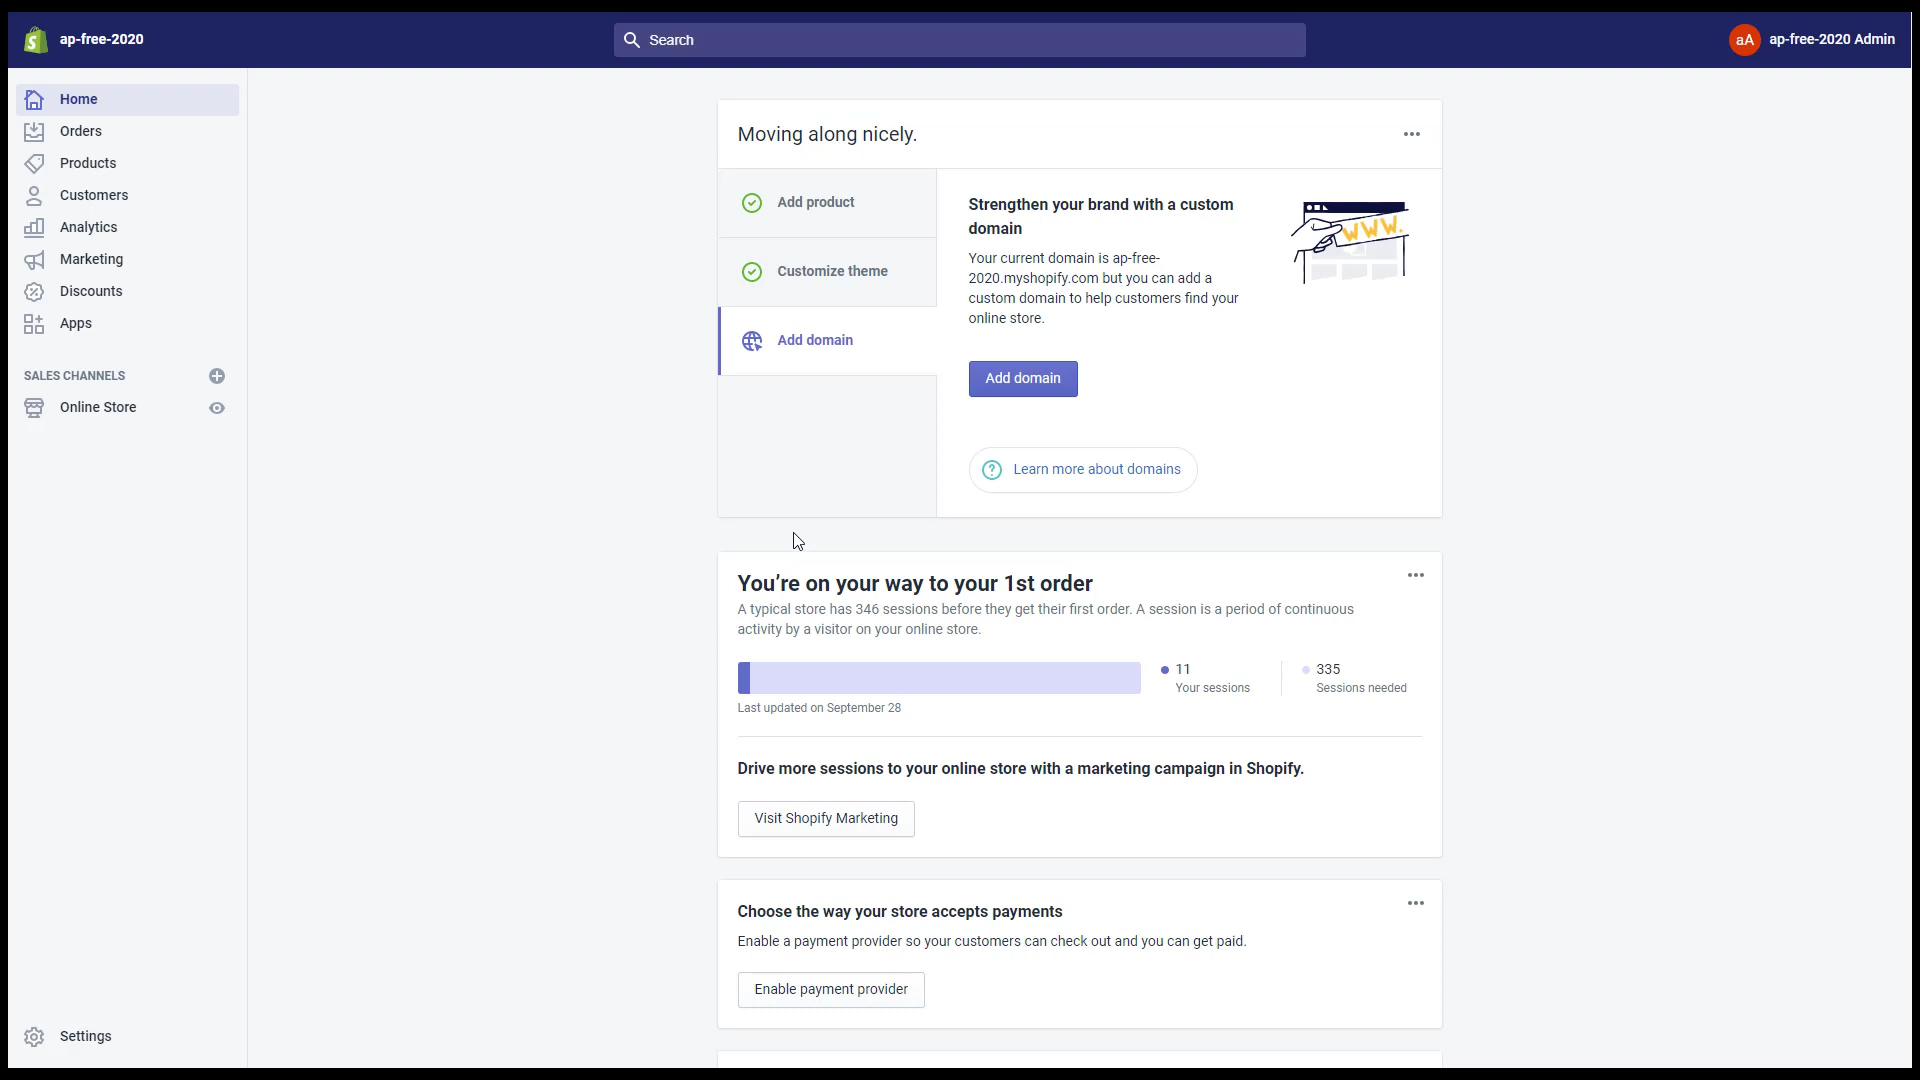 ap-free-2020
Search
aA
ap-free-2020 Admin
Home
Orders
Products
Customers
Analytics
Marketing
Discounts
Apps
SALES CHANNELS
Online Store
Settings
Moving along nicely.
Add product
Customize theme
Add domain
Strengthen your brand with a custom
domain
Your current domain is ap-free-
2020.myshopify.com but you can add a
custom domain to help customers find your
online store.
WWW.
Add domain
Learn more about domains
You’re on your way to your 1st order
A typical store has 346 sessions before they get their first order. A session is a period of continuous
activity by a visitor on your online store.
11
Your sessions
335
Sessions needed
Last updated on September 28
Drive more sessions to your online store with a marketing campaign in Shopify.
Visit Shopify Marketing
Choose the way your store accepts payments
Enable a payment provider so your customers can check out and you can get paid.
Enable payment provider